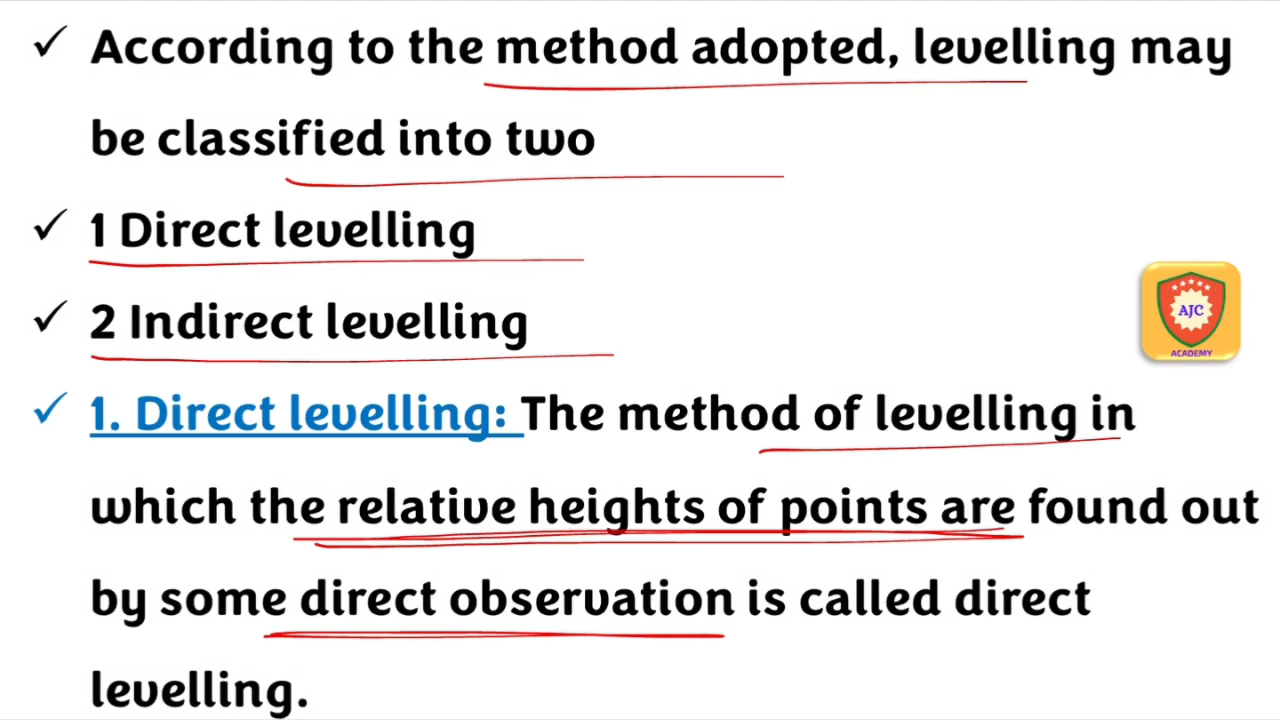 ✓ According to the method adopted, levelling may
be classified into two
✓ 1 Direct levelling
✓ 2 Indirect levelling
✓ 1. Direct levelling: The method of levelling in
which the relative heights of points are found out
by some direct observation is called direct
levelling.
AJC
ACADEMY